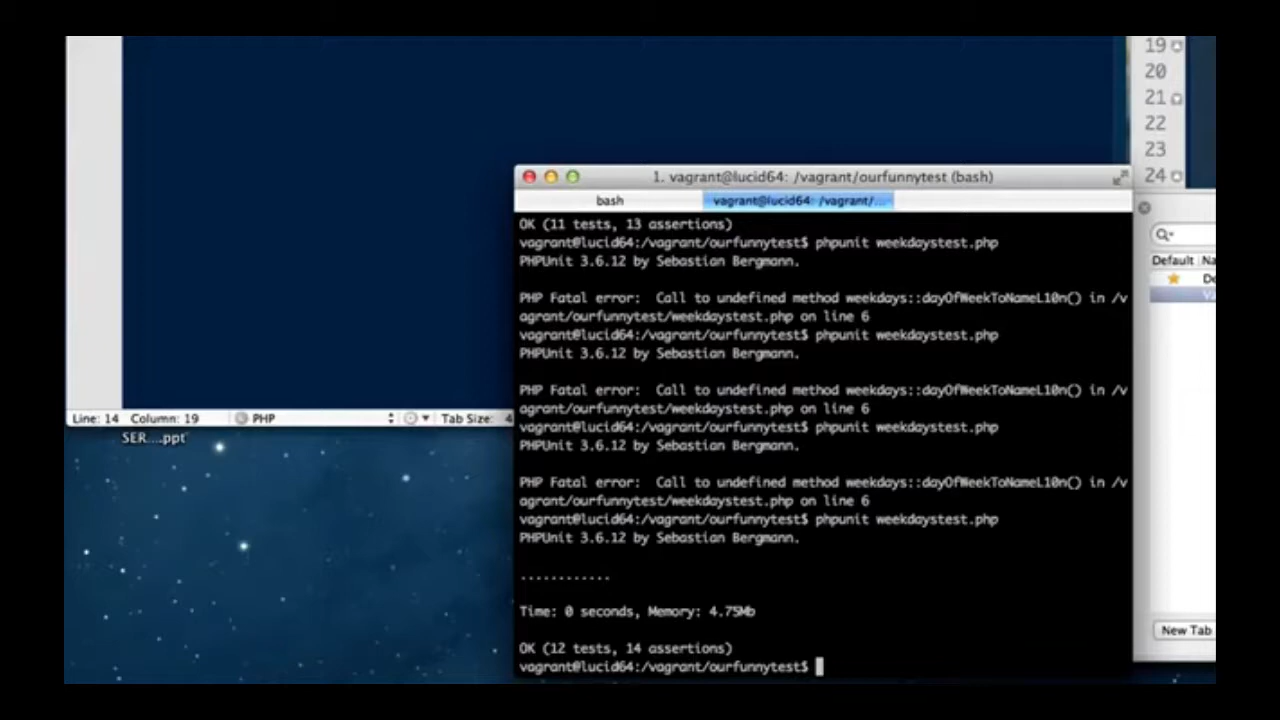 19
20
21
22
23
24
1. vagrant@lucid64: /vagrant/ourfunnytest (bash)
bash
vagrant@lucid64: /vagrant/...
OK (11 tests, 13 assertions)
vagrant@lucid64:/vagrant/ourfunnytest$ phpunit weekdaystest.php
PHPUnit 3.6.12 by Sebastian Bergmann.
PHP Fatal error:  Call to undefined method weekdays::dayOfWeekToNameL10n() in /v
agrant/ourfunnytest/weekdaystest.php on line 6
vagrant@lucid64:/vagrant/ourfunnytest$ phpunit weekdaystest.php
PHPUnit 3.6.12 by Sebastian Bergmann.
PHP Fatal error:  Call to undefined method weekdays::dayOfWeekToNameL10n() in /v
agrant/ourfunnytest/weekdaystest.php on line 6
vagrant@lucid64:/vagrant/ourfunnytest$ phpunit weekdaystest.php
PHPUnit 3.6.12 by Sebastian Bergmann.
PHP Fatal error:  Call to undefined method weekdays::dayOfWeekToNameL10n() in /v
agrant/ourfunnytest/weekdaystest.php on line 6
vagrant@lucid64:/vagrant/ourfunnytest$ phpunit weekdaystest.php
PHPUnit 3.6.12 by Sebastian Bergmann.
............
Time: 0 seconds, Memory: 4.75Mb
OK (12 tests, 14 assertions)
vagrant@lucid64:/vagrant/ourfunnytest$
Line: 14 Column: 19 PHP Tab Size: 4
SER....ppt
Default Na
De
New Tab